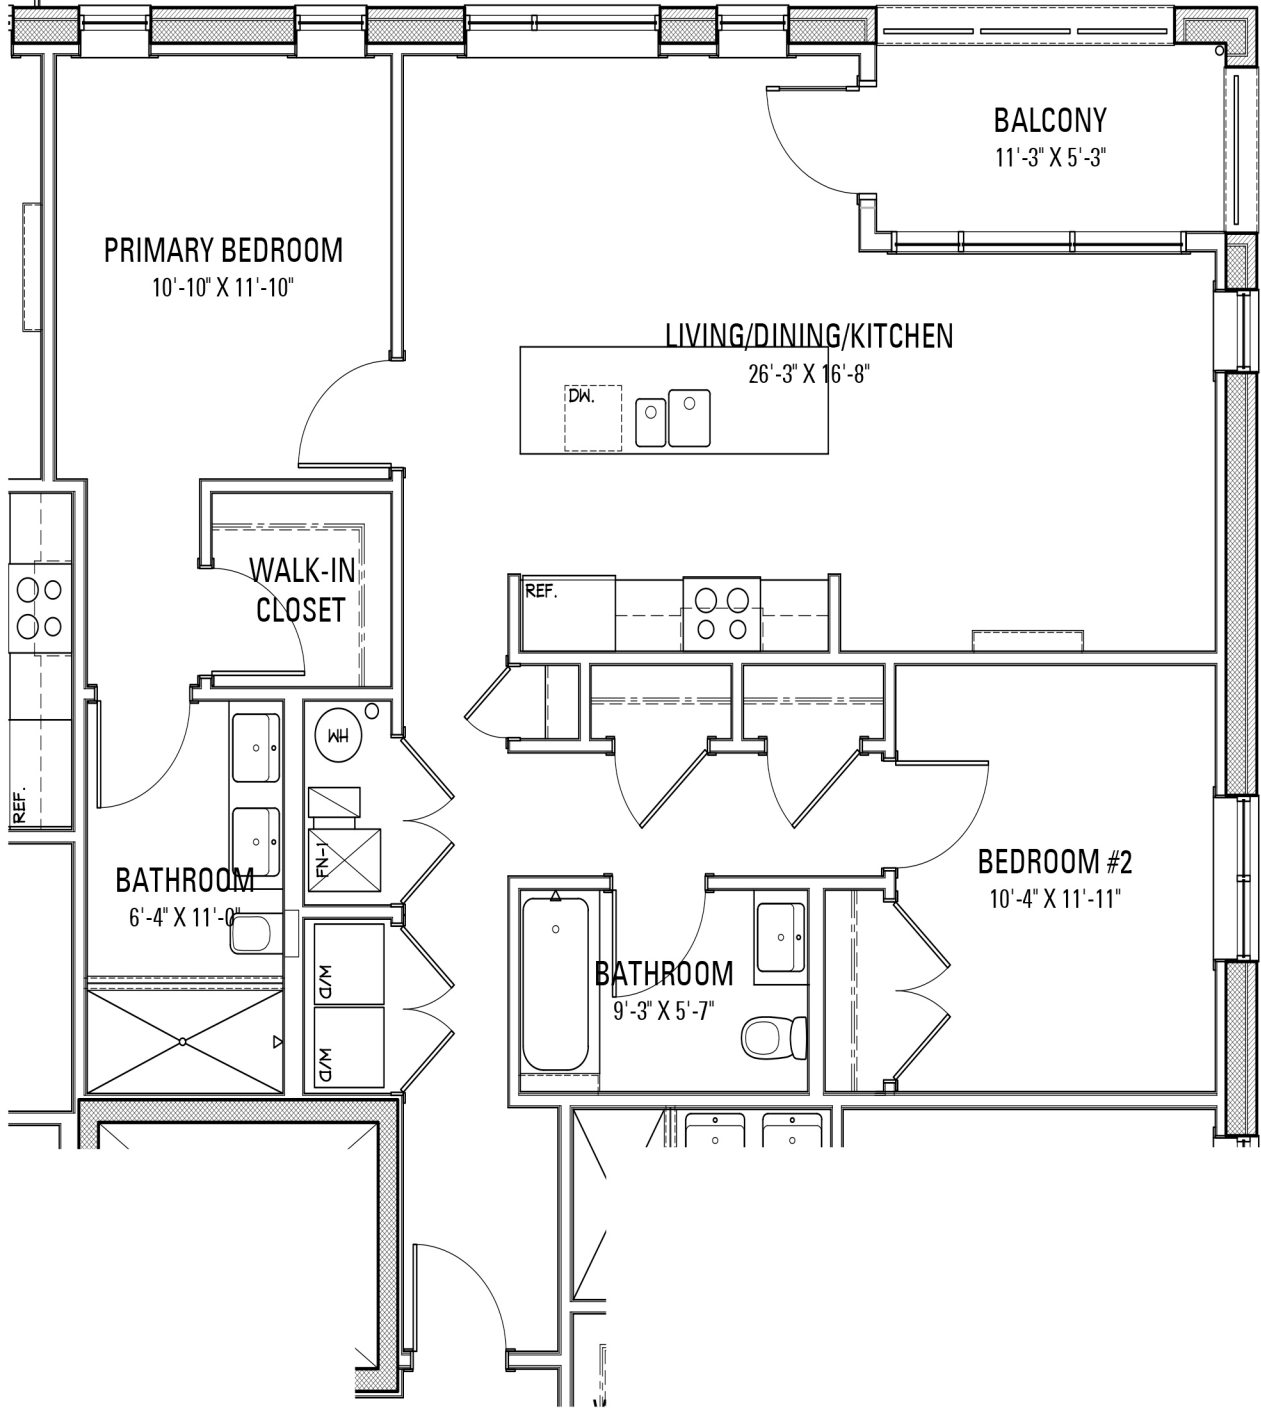 BALCONY
11'-3" X 5'-3"
PRIMARY BEDROOM
10'-10" X 11'-10"
LIVING/DINING/KITCHEN
26'-3" X 16'-8"
DW.
WALK-IN
CLOSET
REF.
WH
REF.
FN-1
BATHROOM
6'-4" X 11'-0"
BEDROOM #2
10'-4" X 11'-11"
W/D
BATHROOM
9'-3" X 5'-7"
W/D